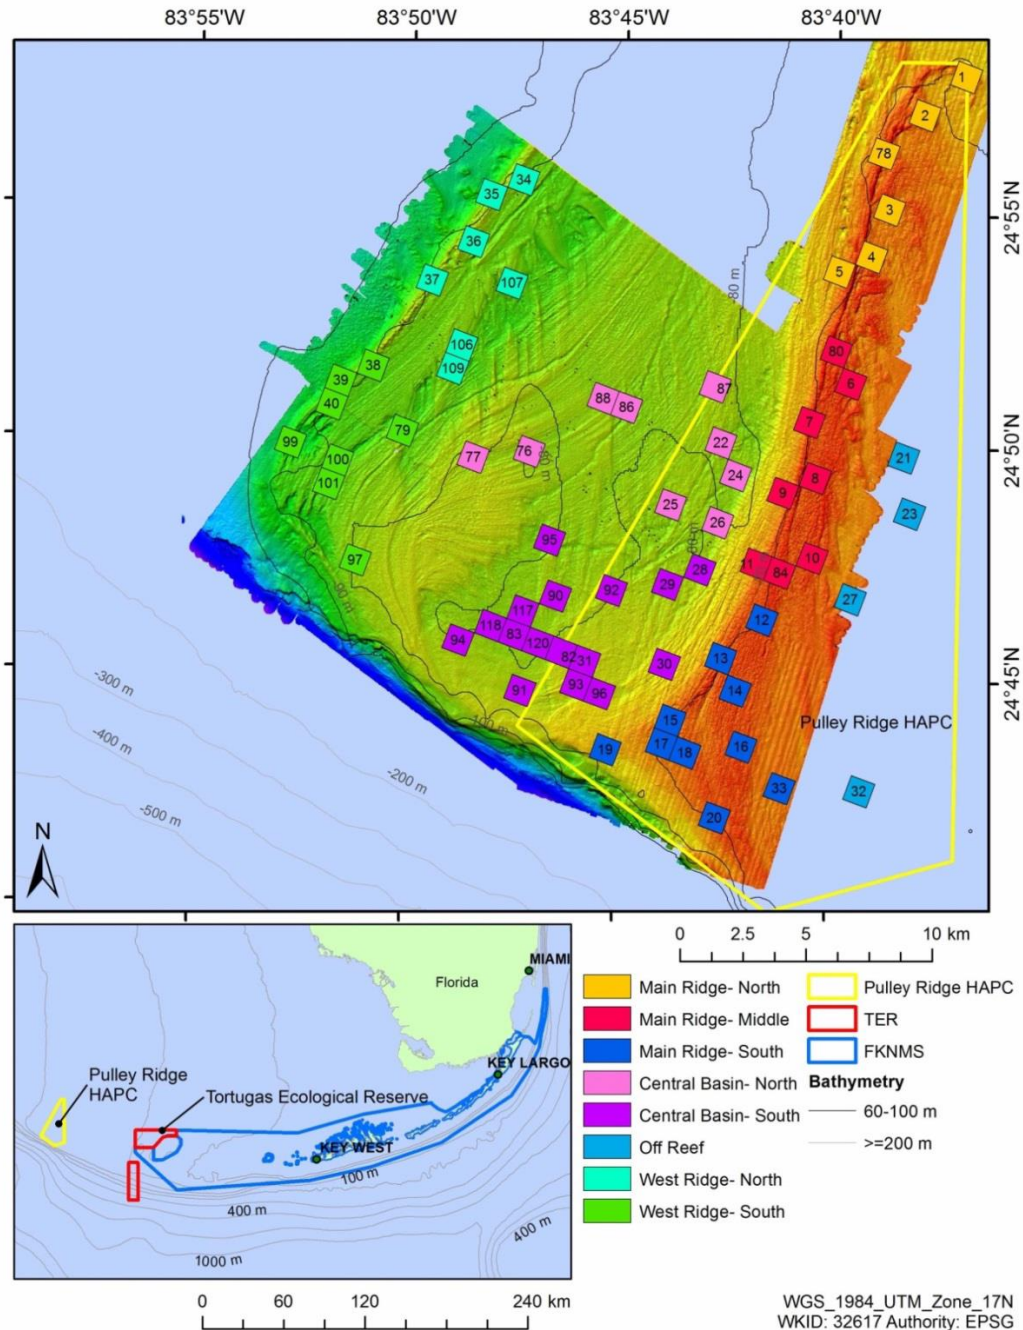 83°55'W
83°50'W
83°45'W
83°40'W
1
2
78
34
35
24°55'N
3
36
4
5
37
107
-80 m
106
80
109
38
39
6
87
40
88
86
7
79
99
22
24°50'N
76
77
100
21
80 m
24
8
101
9
25
23
26
95
80 m
97
10
28
11
84
29
92
90
90 m
27
117
12
118
83
94
120
82
31
13
30
24°45'N
93
96
91
14
-300 m
15
100 m
Pulley Ridge HAPC
-400 m
17
18
16
19
-200 m
33
32
-500 m
20
N
0
2.5
5
10 km
MIAMI
Florida
KEY LARGO
Pulley Ridge
HAPC
Tortugas Ecological Reserve
KEY WEST
100 m
400 m
400 m
1000 m
Main Ridge- North
Main Ridge- Middle
Main Ridge- South
Central Basin- North
Central Basin- South
Off Reef
West Ridge- North
West Ridge- South
Pulley Ridge HAPC
TER
FKNMS
Bathymetry
60-100 m
>=200 m
0
60
120
240 km
WGS_1984_UTM_Zone_17N
WKID: 32617 Authority: EPSG